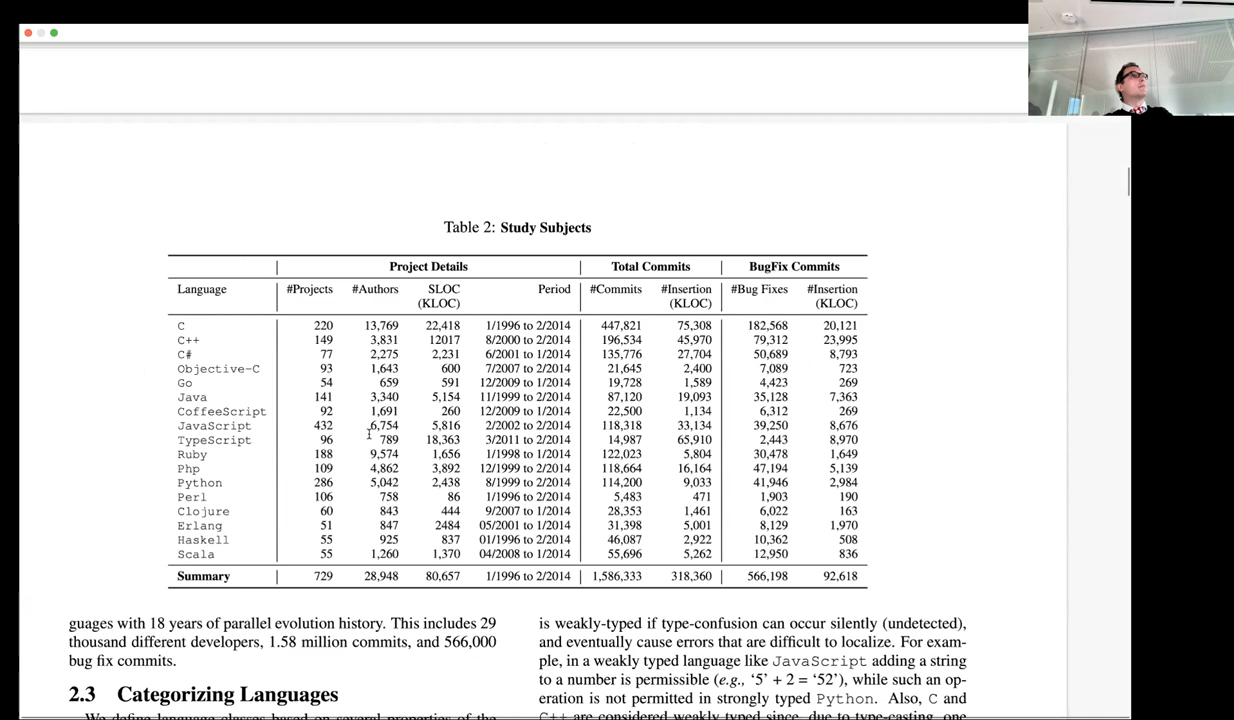 Table 2: Study Subjects
Project Details Total Commits BugFix Commits
Language #Projects #Authors SLOC Period #Commits #Insertion #Bug Fixes #Insertion
(KLOC) (KLOC) (KLOC)
C 220 13,769 22,418 1/1996 to 2/2014 447,821 75,308 182,568 20,121
C++ 149 3,831 12017 8/2000 to 2/2014 196,534 45,970 79,312 23,995
C# 77 2,275 2,231 6/2001 to 1/2014 135,776 27,704 50,689 8,793
Objective-C 93 1,643 600 7/2007 to 2/2014 21,645 2,400 7,089 723
Go 54 659 591 12/2009 to 1/2014 19,728 1,589 4,423 269
Java 141 3,340 5,154 11/1999 to 2/2014 87,120 19,093 35,128 7,363
CoffeeScript 92 1,691 260 12/2009 to 1/2014 22,500 1,134 6,312 269
JavaScript 432 6,754 5,816 2/2002 to 2/2014 118,318 33,134 39,250 8,676
TypeScript 96 789 18,363 3/2011 to 2/2014 14,987 65,910 2,443 8,970
Ruby 188 9,574 1,656 1/1998 to 1/2014 122,023 5,804 30,478 1,649
Php 109 4,862 3,892 12/1999 to 2/2014 118,664 16,164 47,194 5,139
Python 286 5,042 2,438 8/1999 to 2/2014 114,200 9,033 41,946 2,984
Perl 106 758 86 1/1996 to 2/2014 5,483 471 1,903 190
Clojure 60 843 444 9/2007 to 1/2014 28,353 1,461 6,022 163
Erlang 51 847 2484 05/2001 to 1/2014 31,398 5,001 8,129 1,970
Haskell 55 925 837 01/1996 to 2/2014 46,087 2,922 10,362 508
Scala 55 1,260 1,370 04/2008 to 1/2014 55,696 5,262 12,950 836
Summary 729 28,948 80,657 1/1996 to 2/2014 1,586,333 318,360 566,198 92,618
guages with 18 years of parallel evolution history. This includes 29
thousand different developers, 1.58 million commits, and 566,000
bug fix commits.
2.3 Categorizing Languages
We define language classes based on several properties of the
is weakly-typed if type-confusion can occur silently (undetected),
and eventually cause errors that are difficult to localize. For exam-
ple, in a weakly typed language like JavaScript adding a string
to a number is permissible (e.g., ‘5’ + 2 = ‘52’), while such an op-
eration is not permitted in strongly typed Python. Also, C and
C++ are considered weakly typed since, due to type-casting, one